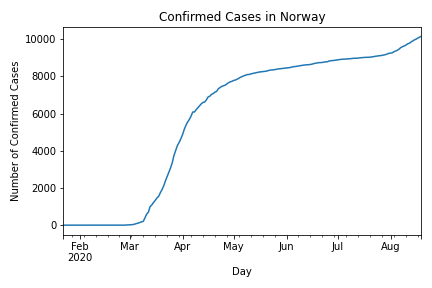 Confirmed Cases in Norway
Number of Confirmed Cases
10000
8000
6000
4000
2000
0
Feb Mar Apr May Jun Jul Aug
2020
Day